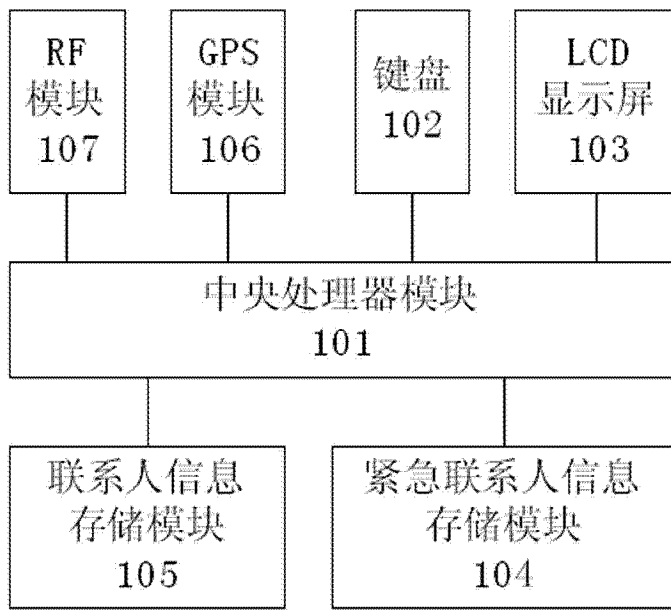 RF
模块
107
GPS
模块
106
键盘
102
LCD
显示屏
103
中央处理器模块
101
联系人信息
存储模块
105
紧急联系人信息
存储模块
104